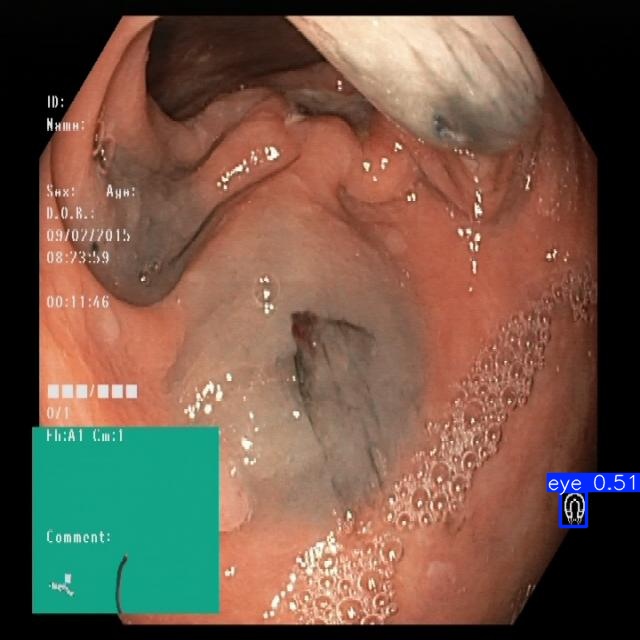 ID:
Name:
Sex: Age:
D.O.B.:
09/02/2015
08:23:59
00:11:46
■■■/■■■
0/1
Eh:A1 Cm:1
Comment:
eye 0.51